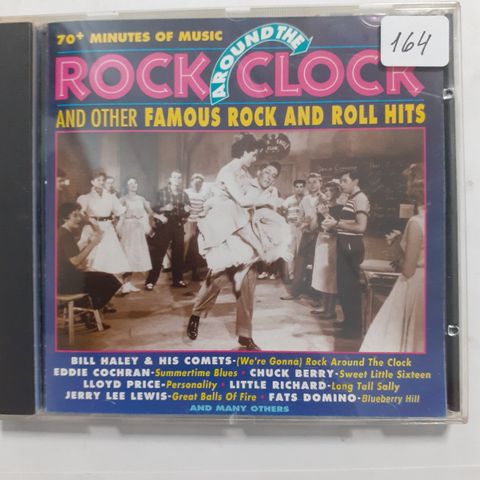 70+ MINUTES OF MUSIC
164
ROCK AROUND THE CLOCK
AND OTHER FAMOUS ROCK AND ROLL HITS
BILL HALEY & HIS COMETS-(We're Gonna) Rock Around The Clock
EDDIE COCHRAN-Summertime Blues • CHUCK BERRY-Sweet Little Sixteen
LLOYD PRICE-Personality • LITTLE RICHARD-Long Tall Sally
JERRY LEE LEWIS-Great Balls Of Fire • FATS DOMINO-Blueberry Hill
AND MANY OTHERS